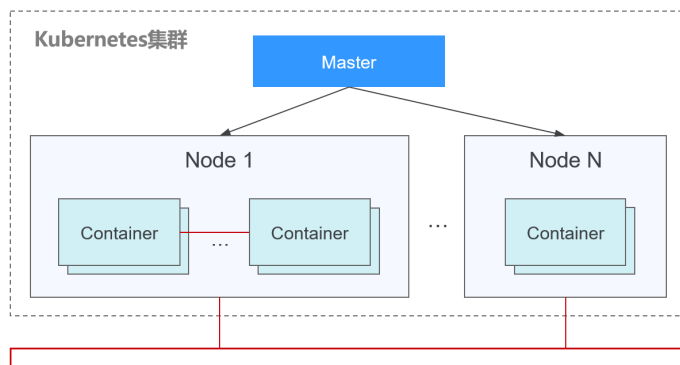 Kubernetes集群
Master
Node 1
Node N
Container
...
Container
...
Container